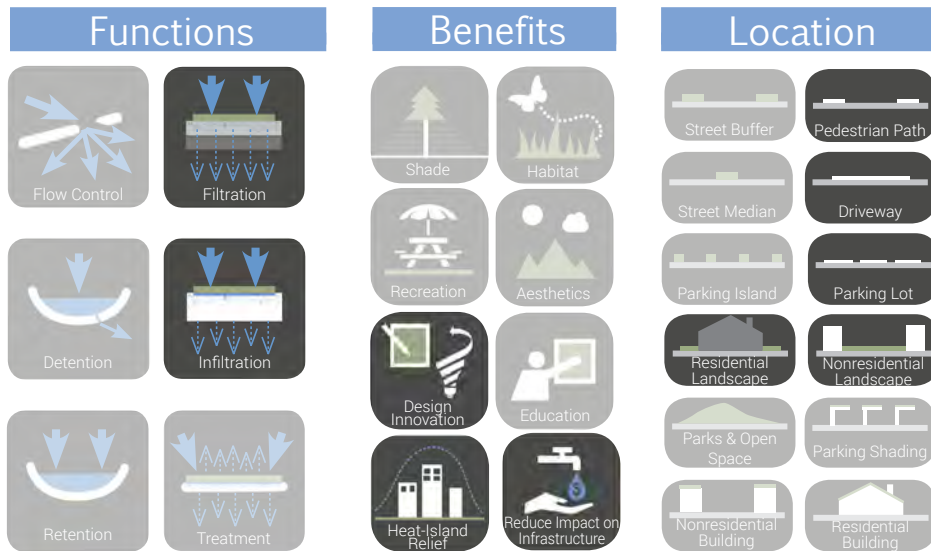 Functions
Benefits
Location
Flow Control
Filtration
Detention
Infiltration
Retention
Treatment
Shade
Habitat
Recreation
Aesthetics
Design
Innovation
Education
Heat-Island
Relief
Reduce Impact on
Infrastructure
$
Street Buffer
Pedestrian Path
Street Median
Driveway
Parking Island
Parking Lot
Residential
Landscape
Nonresidential
Landscape
Parks & Open
Space
Parking Shading
Nonresidential
Building
Residential
Building